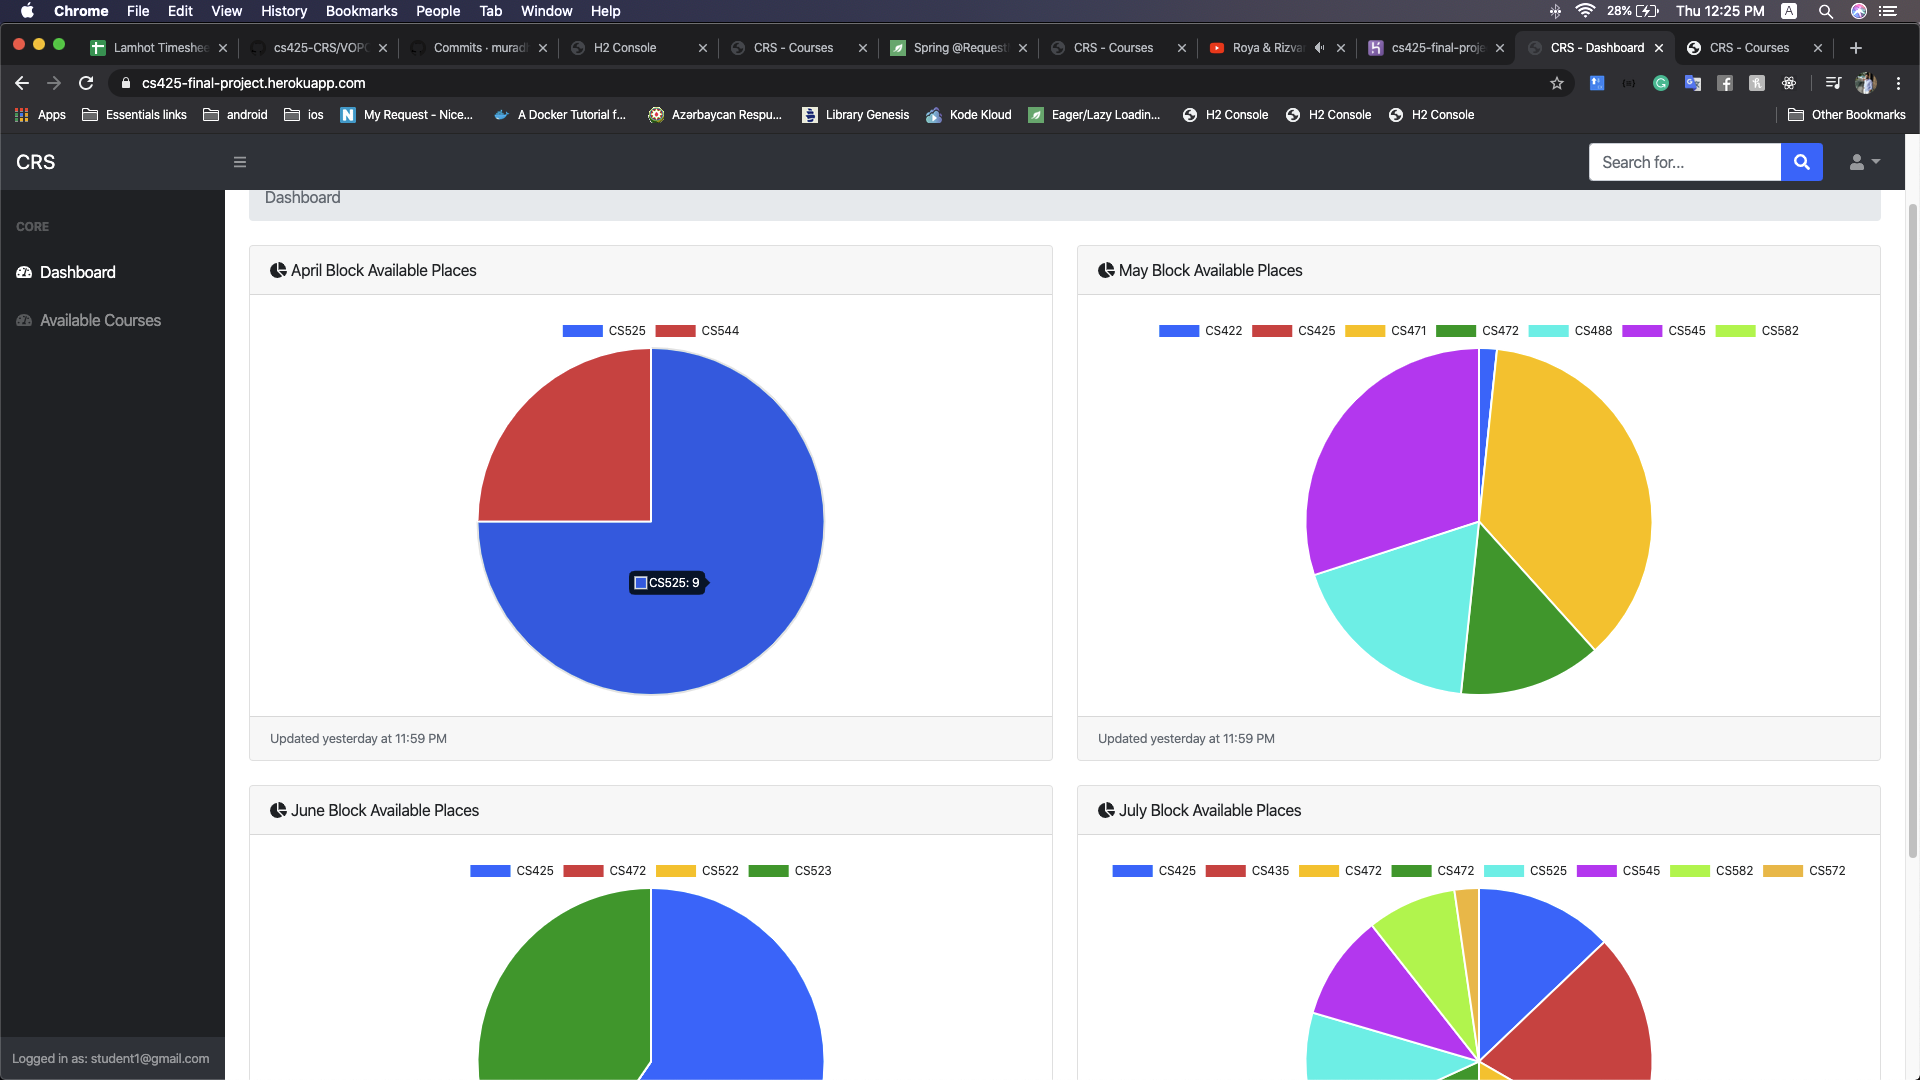 Chrome File Edit View History Bookmarks People Tab Window Help 28% Thu 12:25 PM A
Lamhot Timeshee cs425-CRS/VOP Commits · murad H2 Console CRS - Courses Spring @Request CRS - Courses Roya & Rizva cs425-final-proje CRS - Dashboard CRS - Courses
cs425-final-project.herokuapp.com
Apps Essentials links android ios My Request - Nice... A Docker Tutorial f... Azərbaycan Respu... Library Genesis Kode Kloud Eager/Lazy Loadin... H2 Console H2 Console H2 Console Other Bookmarks
CRS Search for...
Dashboard
CORE
Dashboard
Available Courses
April Block Available Places
CS525 CS544
CS525: 9
Updated yesterday at 11:59 PM
May Block Available Places
CS422 CS425 CS471 CS472 CS488 CS545 CS582
Updated yesterday at 11:59 PM
June Block Available Places
CS425 CS472 CS522 CS523
July Block Available Places
CS425 CS435 CS472 CS472 CS525 CS545 CS582 CS572
Logged in as: student1@gmail.com